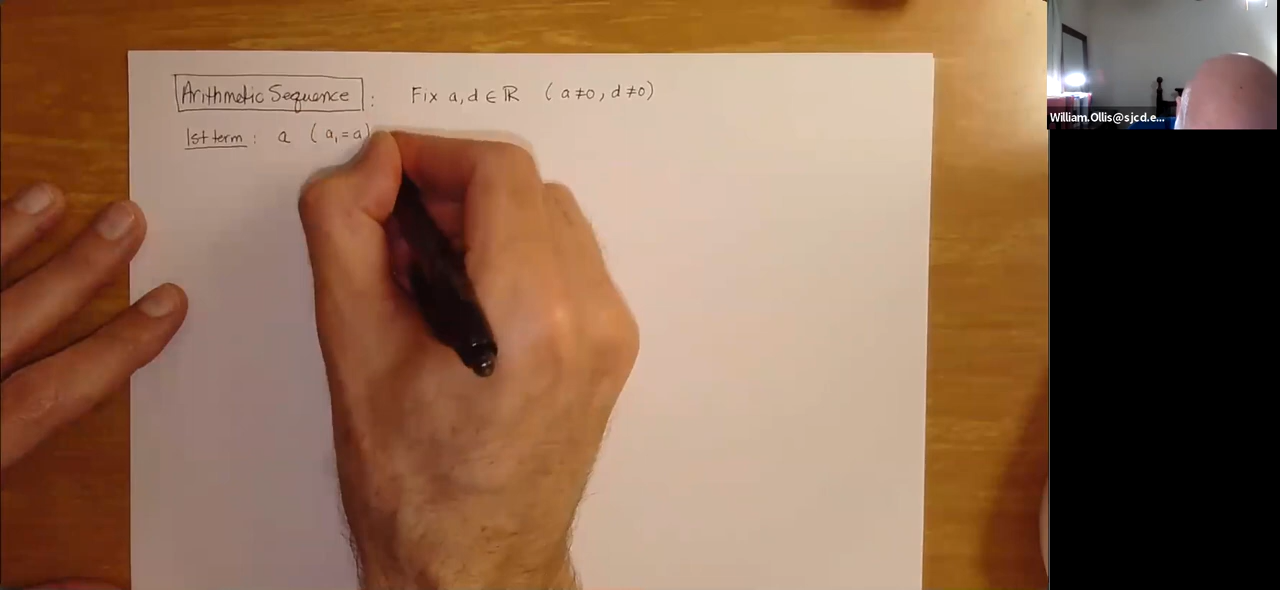 Arithmetic Sequence : Fix a, d ∈ ℝ (a≠0, d≠0)
1st term : a (a₁=a)
William.Ollis@sjcd.e...